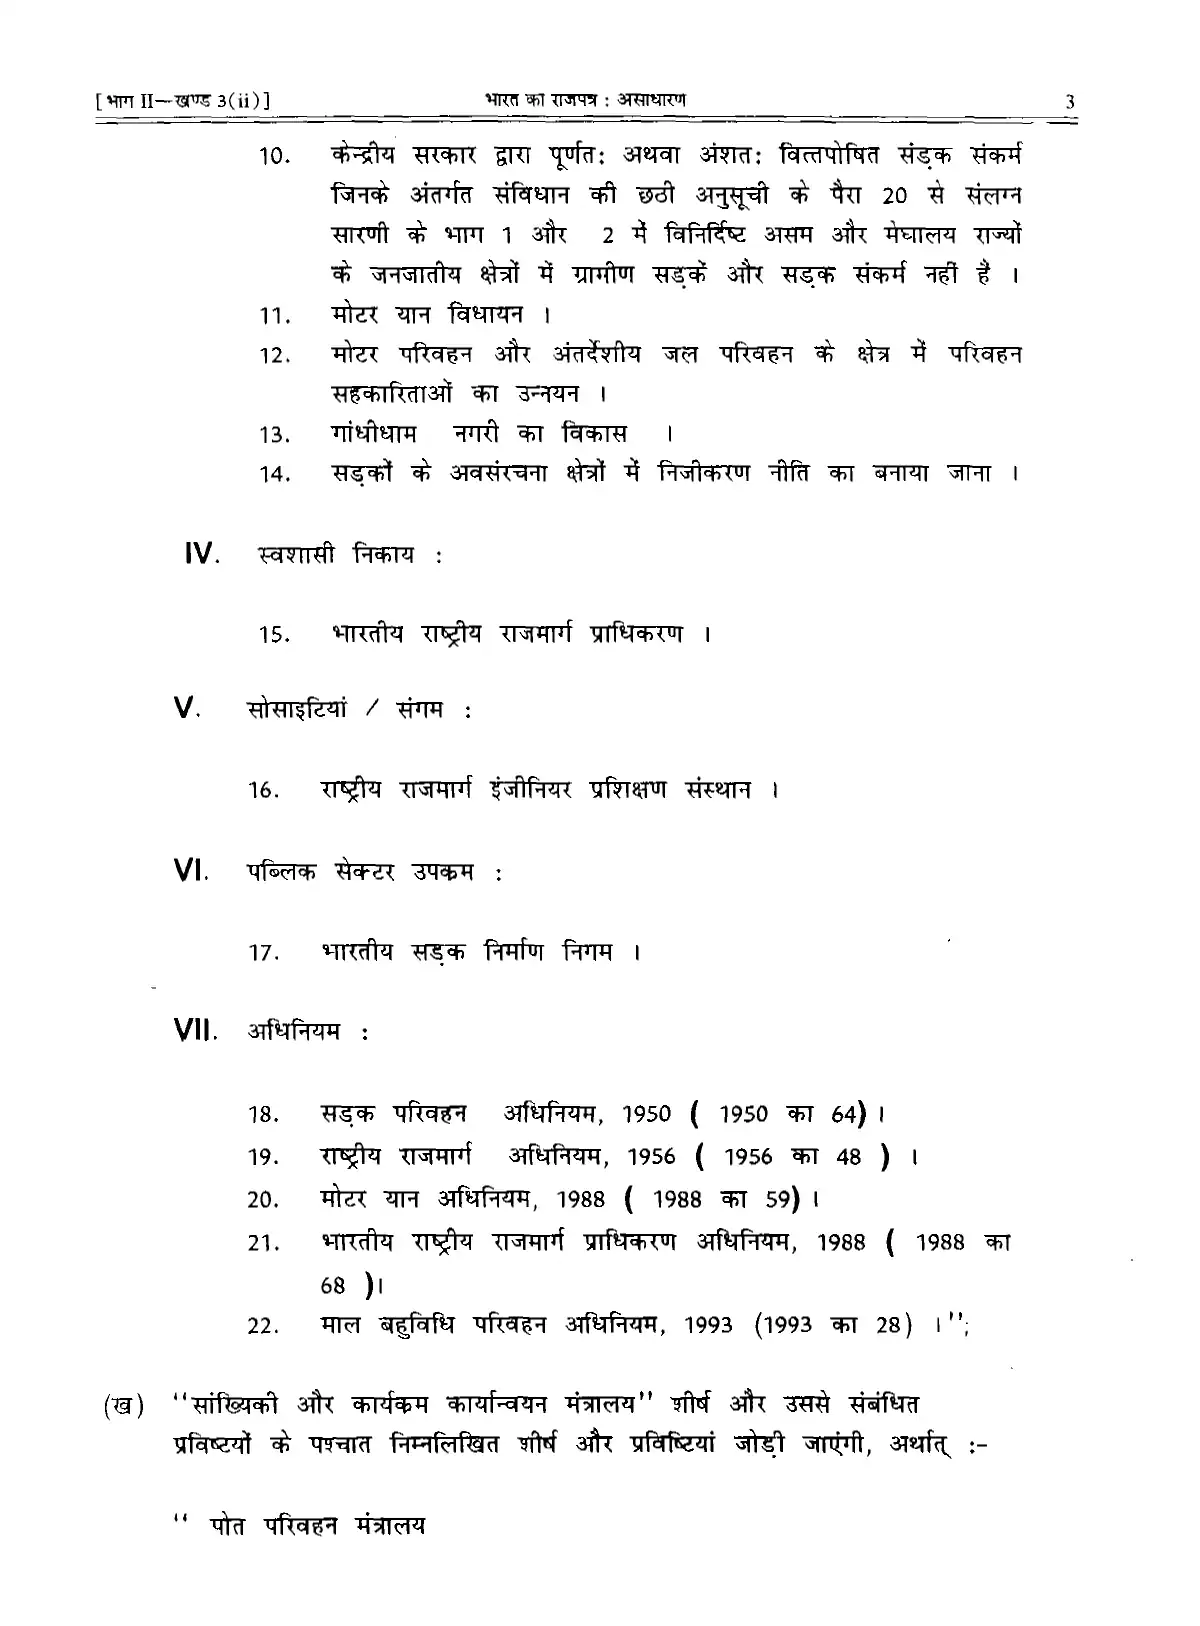 [ भाग II—खण्ड 3(ii) ] भारत का राजपत्र : असाधारण 3
10. केन्द्रीय सरकार द्वारा पूर्णतः अथवा अंशतः वित्तपोषित सड़क संकर्म
जिनके अंतर्गत संविधान की छठी अनुसूची के पैरा 20 से संलग्न
सारणी के भाग 1 और 2 में विनिर्दिष्ट असम और मेघालय राज्यों
के जनजातीय क्षेत्रों में ग्रामीण सड़कें और सड़क संकर्म नहीं हैं ।
11. मोटर यान विधायन ।
12. मोटर परिवहन और अंतर्देशीय जल परिवहन के क्षेत्र में परिवहन
सहकारिताओं का उन्नयन ।
13. गांधीधाम नगरी का विकास ।
14. सड़कों के अवसंरचना क्षेत्रों में निजीकरण नीति का बनाया जाना ।
IV. स्वशासी निकाय :
15. भारतीय राष्ट्रीय राजमार्ग प्राधिकरण ।
V. सोसाइटियां / संगम :
16. राष्ट्रीय राजमार्ग इंजीनियर प्रशिक्षण संस्थान ।
VI. पब्लिक सेक्टर उपक्रम :
17. भारतीय सड़क निर्माण निगम ।
VII. अधिनियम :
18. सड़क परिवहन अधिनियम, 1950 ( 1950 का 64) ।
19. राष्ट्रीय राजमार्ग अधिनियम, 1956 ( 1956 का 48 ) ।
20. मोटर यान अधिनियम, 1988 ( 1988 का 59) ।
21. भारतीय राष्ट्रीय राजमार्ग प्राधिकरण अधिनियम, 1988 ( 1988 का
68 )।
22. माल बहुविधि परिवहन अधिनियम, 1993 (1993 का 28) ।'';
(ख) ‘‘सांख्यिकी और कार्यक्रम कार्यान्वयन मंत्रालय’’ शीर्ष और उससे संबंधित
प्रविष्टयों के पश्चात निम्नलिखित शीर्ष और प्रविष्टियां जोड़ी जाएंगी, अर्थात् :-
‘‘ पोत परिवहन मंत्रालय